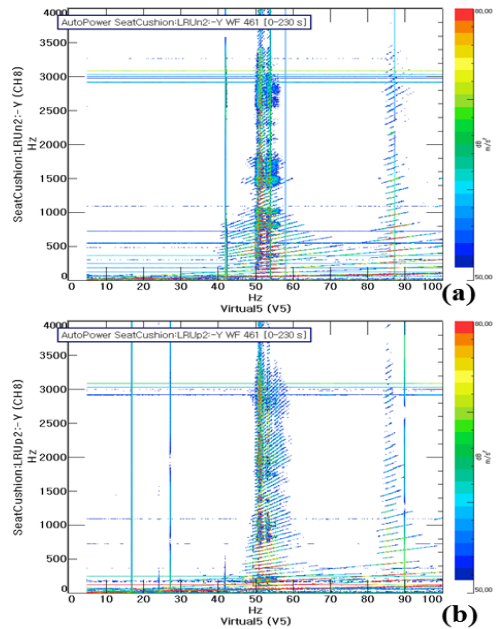 AutoPower SeatCushion:LRUn2:-Y WF 461 [0-230 s]
4000
3500
3000
2500
2000
1500
1000
500
0
SeatCushion:LRUn2:- Y (CH8)
Hz
0 10 20 30 40 50 60 70 80 90 100
Hz
Virtual5 (V5)
80,00
dB
m/s²
50,00
(a)
AutoPower SeatCushion:LRUp2:-Y WF 461 [0-230 s]
4000
3500
3000
2500
2000
1500
1000
500
0
SeatCushion:LRUp2:- Y (CH8)
Hz
0 10 20 30 40 50 60 70 80 90 100
Hz
Virtual5 (V5)
80,00
dB
m/s²
50,00
(b)